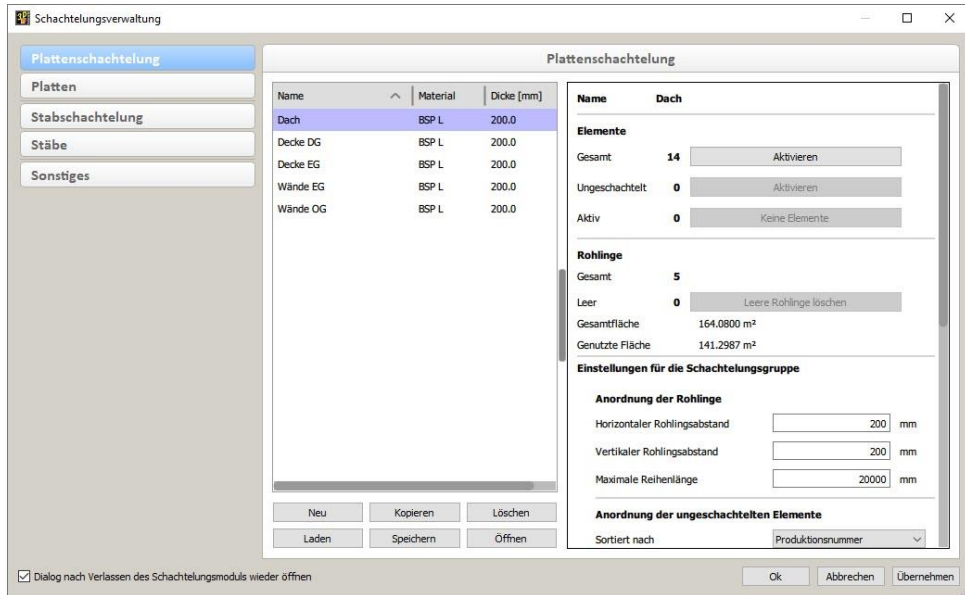 Schachtelungsverwaltung
Plattenschachtelung
Platten
Stabschachtelung
Stäbe
Sonstiges
Plattenschachtelung
Name Material Dicke [mm]
Dach BSP L 200.0
Decke DG BSP L 200.0
Decke EG BSP L 200.0
Wände EG BSP L 200.0
Wände OG BSP L 200.0
Neu Kopieren Löschen
Laden Speichern Öffnen
Name Dach
Elemente
Gesamt 14 Aktivieren
Ungeschachtelt 0 Aktivieren
Aktiv 0 Keine Elemente
Rohlinge
Gesamt 5
Leer 0 Leere Rohlinge löschen
Gesamtfläche 164.0800 m²
Genutzte Fläche 141.2987 m²
Einstellungen für die Schachtelungsgruppe
Anordnung der Rohlinge
Horizontaler Rohlingsabstand 200 mm
Vertikaler Rohlingsabstand 200 mm
Maximale Reihenlänge 20000 mm
Anordnung der ungeschachtelten Elemente
Sortiert nach Produktionsnummer
Dialog nach Verlassen des Schachtelungsmoduls wieder öffnen
Ok Abbrechen Übernehmen